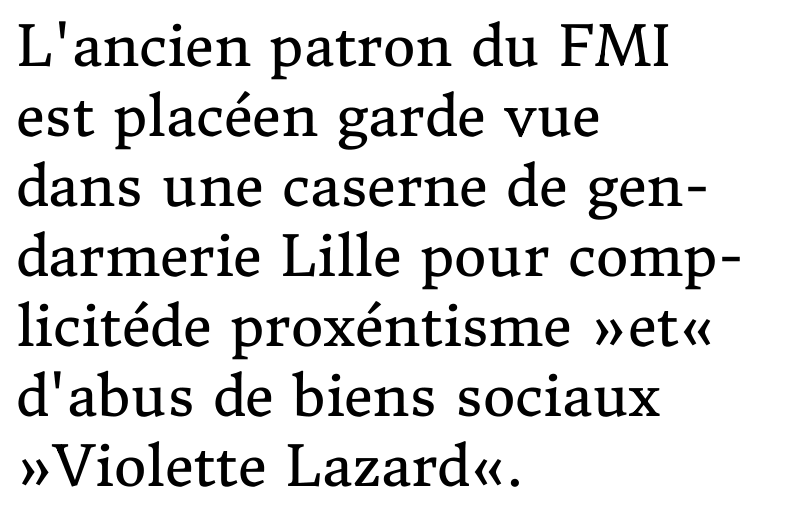 L'ancien patron du FMI
est placéen garde vue
dans une caserne de gen-
darmerie Lille pour comp-
licitéde proxéntisme »et«
d'abus de biens sociaux
»Violette Lazard«.